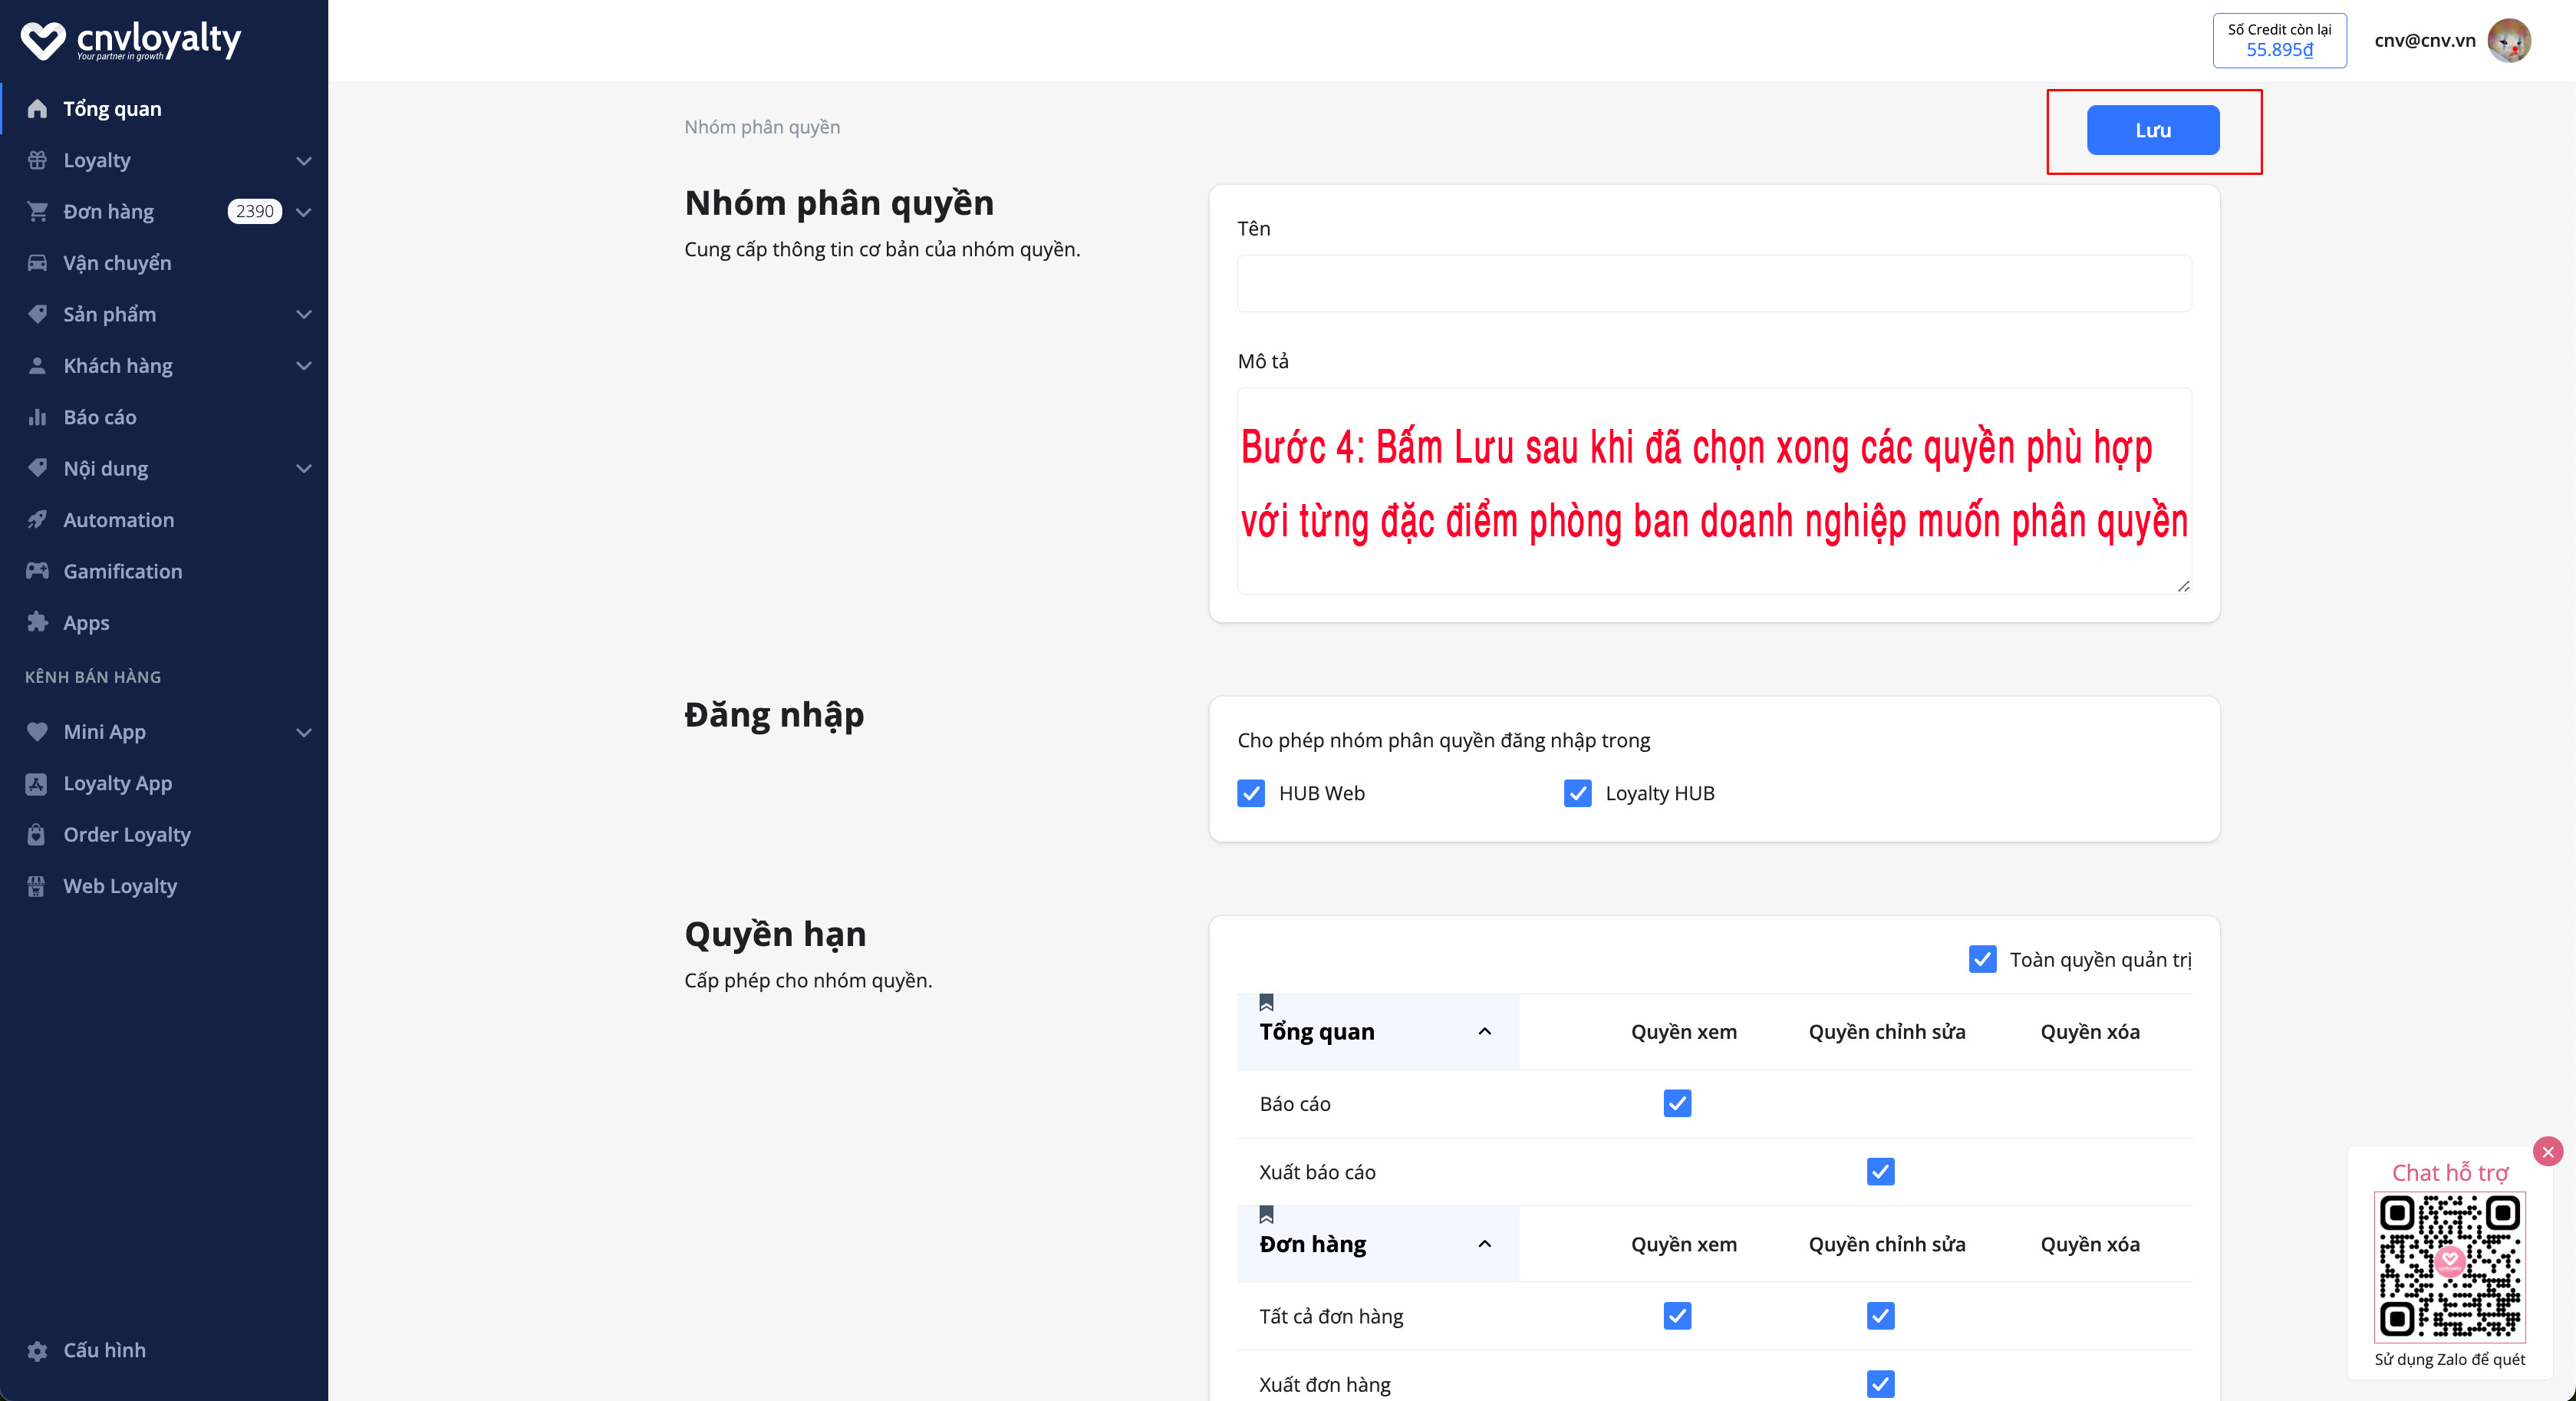 cnvloyalty
Your partner in growth
Số Credit còn lại
55.895₫
cnv@cnv.vn
Tổng quan
Loyalty
Đơn hàng 2390
Vận chuyển
Sản phẩm
Khách hàng
Báo cáo
Nội dung
Automation
Gamification
Apps
KÊNH BÁN HÀNG
Mini App
Loyalty App
Order Loyalty
Web Loyalty
Cấu hình
Nhóm phân quyền
Lưu
Nhóm phân quyền
Cung cấp thông tin cơ bản của nhóm quyền.
Tên
Mô tả
Bước 4: Bấm Lưu sau khi đã chọn xong các quyền phù hợp
với từng đặc điểm phòng ban doanh nghiệp muốn phân quyền
Đăng nhập
Cho phép nhóm phân quyền đăng nhập trong
HUB Web Loyalty HUB
Quyền hạn
Cấp phép cho nhóm quyền.
Toàn quyền quản trị
Tổng quan Quyền xem Quyền chỉnh sửa Quyền xóa
Báo cáo
Xuất báo cáo
Đơn hàng Quyền xem Quyền chỉnh sửa Quyền xóa
Tất cả đơn hàng
Xuất đơn hàng
Chat hỗ trợ
Sử dụng Zalo để quét